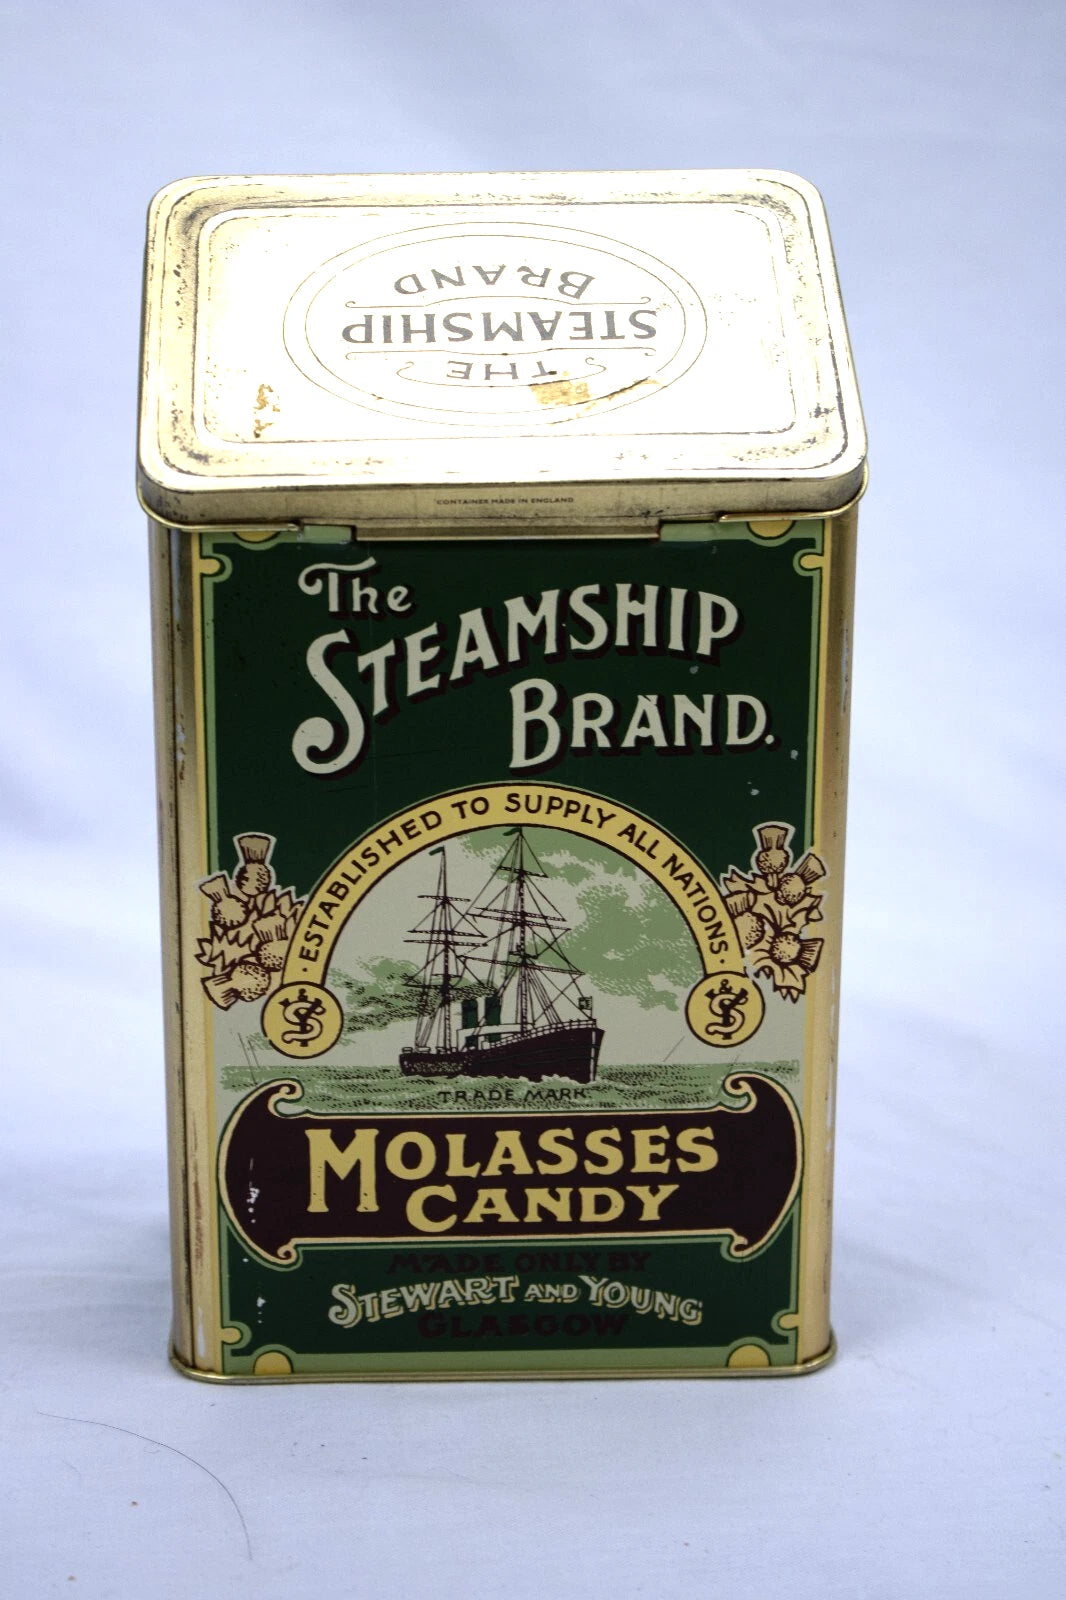 THE
STEAMSHIP
BRAND
CONTAINER MADE IN ENGLAND
The
STEAMSHIP
BRAND.
· ESTABLISHED TO SUPPLY ALL NATIONS ·
S&Y
S&Y
TRADE MARK
MOLASSES
CANDY
MADE ONLY BY
STEWART AND YOUNG
GLASGOW